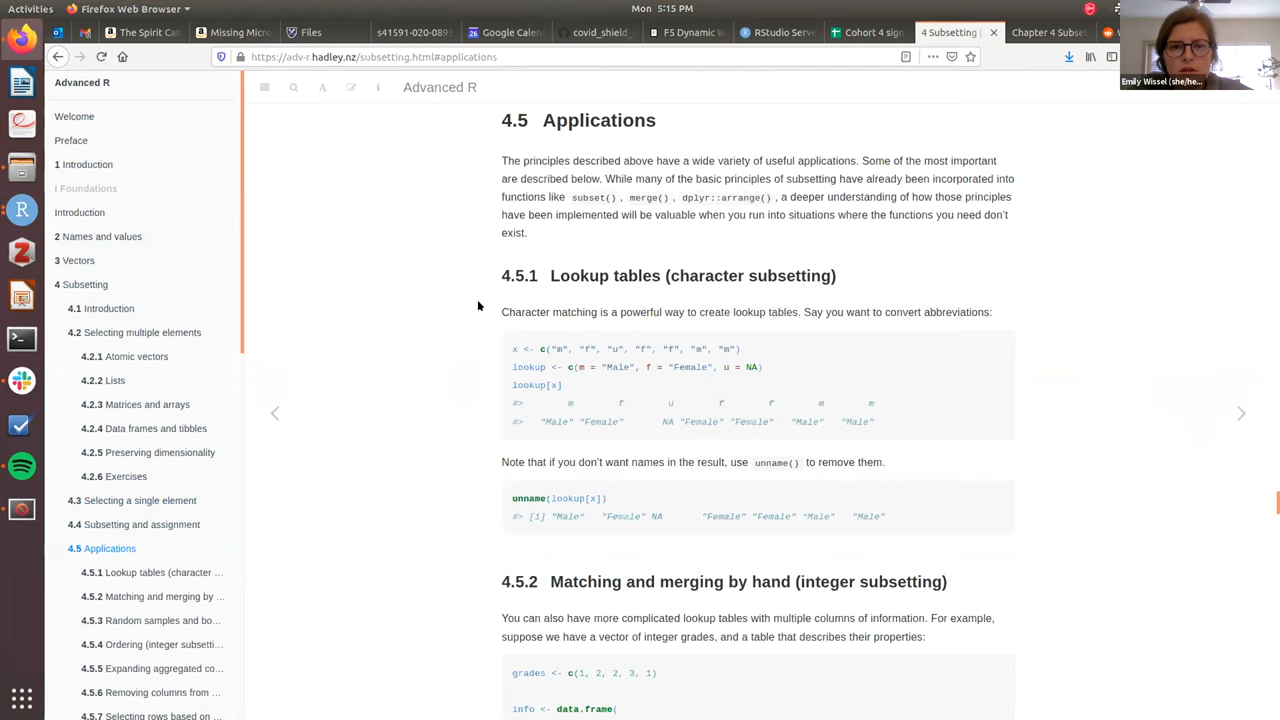 Activities
Firefox Web Browser
Mon 5:15 PM
The Spirit Cat
Missing Micro
Files
s41591-020-0895
Google Calen
covid_shield_
F5 Dynamic W
RStudio Serve
Cohort 4 sign
4 Subsetting |
Chapter 4 Subset
https://adv-r.hadley.nz/subsetting.html#applications
Emily Wissel (she/he...
Advanced R
Welcome
Preface
1 Introduction
I Foundations
Introduction
2 Names and values
3 Vectors
4 Subsetting
4.1 Introduction
4.2 Selecting multiple elements
4.2.1 Atomic vectors
4.2.2 Lists
4.2.3 Matrices and arrays
4.2.4 Data frames and tibbles
4.2.5 Preserving dimensionality
4.2.6 Exercises
4.3 Selecting a single element
4.4 Subsetting and assignment
4.5 Applications
4.5.1 Lookup tables (character ...
4.5.2 Matching and merging by ...
4.5.3 Random samples and bo...
4.5.4 Ordering (integer subsetti...
4.5.5 Expanding aggregated co...
4.5.6 Removing columns from ...
4.5.7 Selecting rows based on ...
Advanced R
4.5 Applications
The principles described above have a wide variety of useful applications. Some of the most important
are described below. While many of the basic principles of subsetting have already been incorporated into
functions like subset(), merge(), dplyr::arrange(), a deeper understanding of how those principles
have been implemented will be valuable when you run into situations where the functions you need don't
exist.
4.5.1 Lookup tables (character subsetting)
Character matching is a powerful way to create lookup tables. Say you want to convert abbreviations:
x <- c("m", "f", "u", "f", "f", "m", "m")
lookup <- c(m = "Male", f = "Female", u = NA)
lookup[x]
#> m f u f f m m
#> "Male" "Female" NA "Female" "Female" "Male" "Male"
Note that if you don't want names in the result, use unname() to remove them.
unname(lookup[x])
#> [1] "Male" "Female" NA "Female" "Female" "Male" "Male"
4.5.2 Matching and merging by hand (integer subsetting)
You can also have more complicated lookup tables with multiple columns of information. For example,
suppose we have a vector of integer grades, and a table that describes their properties:
grades <- c(1, 2, 2, 3, 1)
info <- data.frame(